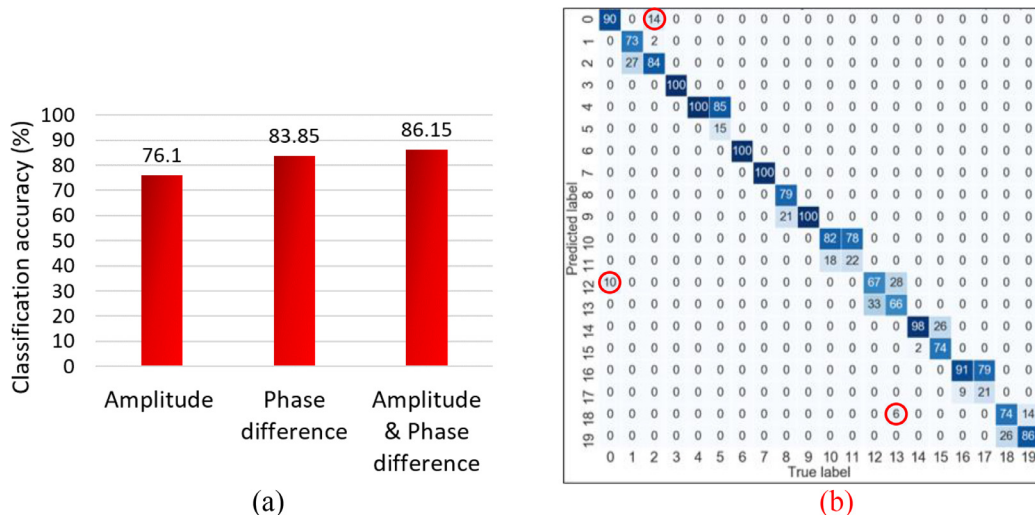 Classification accuracy (%)
100
90
80
70
60
50
40
30
20
10
0
76.1
83.85
86.15
Amplitude
Phase
difference
Amplitude
& Phase
difference
(a)
Predicted label
0 90 0 14 0 0 0 0 0 0 0 0 0 0 0 0 0 0 0 0 0
1 0 73 2 0 0 0 0 0 0 0 0 0 0 0 0 0 0 0 0 0
2 0 27 84 0 0 0 0 0 0 0 0 0 0 0 0 0 0 0 0 0
3 0 0 0 100 0 0 0 0 0 0 0 0 0 0 0 0 0 0 0 0
4 0 0 0 0 100 85 0 0 0 0 0 0 0 0 0 0 0 0 0 0
5 0 0 0 0 0 15 0 0 0 0 0 0 0 0 0 0 0 0 0 0
6 0 0 0 0 0 0 100 0 0 0 0 0 0 0 0 0 0 0 0 0
7 0 0 0 0 0 0 0 100 0 0 0 0 0 0 0 0 0 0 0 0
8 0 0 0 0 0 0 0 0 79 0 0 0 0 0 0 0 0 0 0 0
9 0 0 0 0 0 0 0 0 21 100 0 0 0 0 0 0 0 0 0 0
10 0 0 0 0 0 0 0 0 0 0 82 78 0 0 0 0 0 0 0 0
11 0 0 0 0 0 0 0 0 0 0 18 22 0 0 0 0 0 0 0 0
12 10 0 0 0 0 0 0 0 0 0 0 0 67 28 0 0 0 0 0 0
13 0 0 0 0 0 0 0 0 0 0 0 0 33 66 0 0 0 0 0 0
14 0 0 0 0 0 0 0 0 0 0 0 0 0 0 98 26 0 0 0 0
15 0 0 0 0 0 0 0 0 0 0 0 0 0 0 2 74 0 0 0 0
16 0 0 0 0 0 0 0 0 0 0 0 0 0 0 0 0 91 79 0 0
17 0 0 0 0 0 0 0 0 0 0 0 0 0 0 0 0 9 21 0 0
18 0 0 0 0 0 0 0 0 0 0 0 0 0 6 0 0 0 0 74 14
19 0 0 0 0 0 0 0 0 0 0 0 0 0 0 0 0 0 0 26 86
0 1 2 3 4 5 6 7 8 9 10 11 12 13 14 15 16 17 18 19
True label
(b)